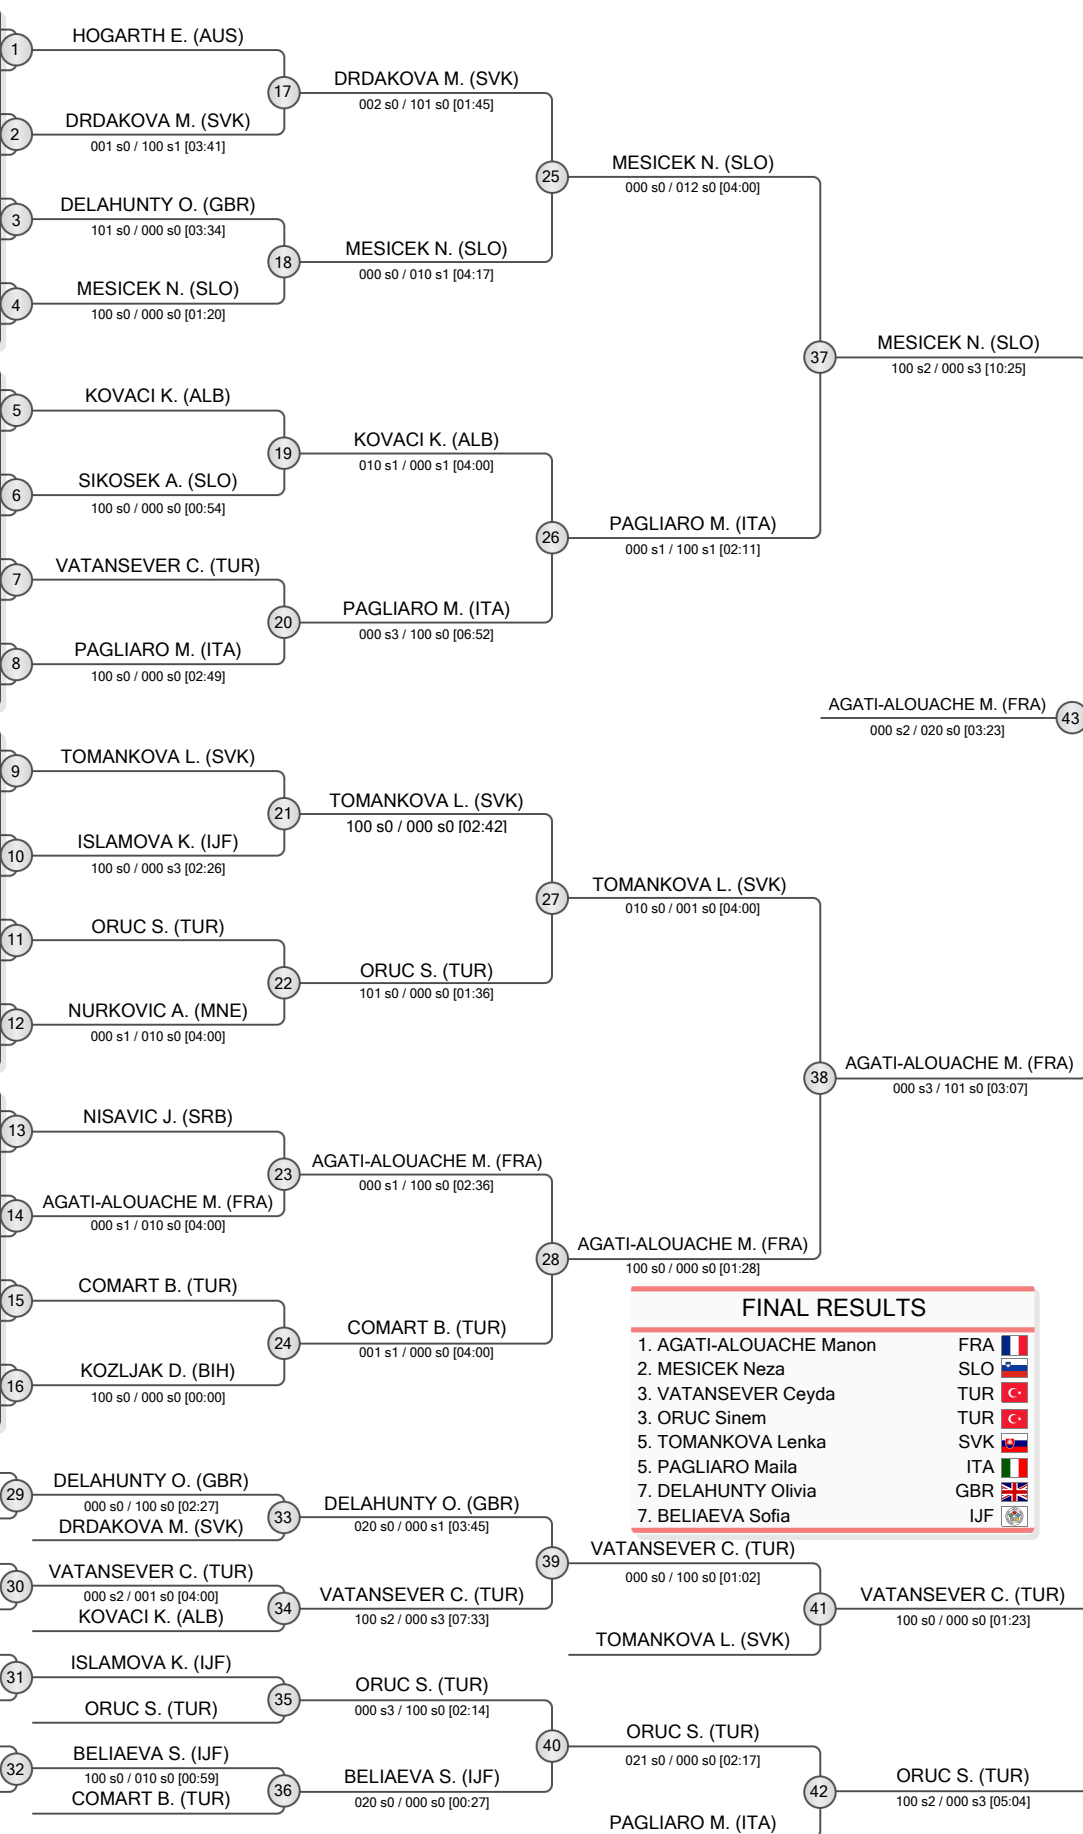 1
HOGARTH E. (AUS)
17
DRDAKOVA M. (SVK)
002 s0 / 101 s0 [01:45]
2
DRDAKOVA M. (SVK)
001 s0 / 100 s1 [03:41]
25
MESICEK N. (SLO)
000 s0 / 012 s0 [04:00]
3
DELAHUNTY O. (GBR)
101 s0 / 000 s0 [03:34]
18
MESICEK N. (SLO)
000 s0 / 010 s1 [04:17]
4
MESICEK N. (SLO)
100 s0 / 000 s0 [01:20]
37
MESICEK N. (SLO)
100 s2 / 000 s3 [10:25]
5
KOVACI K. (ALB)
19
KOVACI K. (ALB)
010 s1 / 000 s1 [04:00]
6
SIKOSEK A. (SLO)
100 s0 / 000 s0 [00:54]
26
PAGLIARO M. (ITA)
000 s1 / 100 s1 [02:11]
7
VATANSEVER C. (TUR)
20
PAGLIARO M. (ITA)
000 s3 / 100 s0 [06:52]
8
PAGLIARO M. (ITA)
100 s0 / 000 s0 [02:49]
AGATI-ALOUACHE M. (FRA)
43
000 s2 / 020 s0 [03:23]
9
TOMANKOVA L. (SVK)
21
TOMANKOVA L. (SVK)
100 s0 / 000 s0 [02:42]
10
ISLAMOVA K. (IJF)
100 s0 / 000 s3 [02:26]
27
TOMANKOVA L. (SVK)
010 s0 / 001 s0 [04:00]
11
ORUC S. (TUR)
22
ORUC S. (TUR)
101 s0 / 000 s0 [01:36]
12
NURKOVIC A. (MNE)
000 s1 / 010 s0 [04:00]
38
AGATI-ALOUACHE M. (FRA)
000 s3 / 101 s0 [03:07]
13
NISAVIC J. (SRB)
23
AGATI-ALOUACHE M. (FRA)
000 s1 / 100 s0 [02:36]
14
AGATI-ALOUACHE M. (FRA)
000 s1 / 010 s0 [04:00]
28
AGATI-ALOUACHE M. (FRA)
100 s0 / 000 s0 [01:28]
15
COMART B. (TUR)
24
COMART B. (TUR)
001 s1 / 000 s0 [04:00]
16
KOZLJAK D. (BIH)
100 s0 / 000 s0 [00:00]
FINAL RESULTS
1. AGATI-ALOUACHE Manon FRA
2. MESICEK Neza SLO
3. VATANSEVER Ceyda TUR
3. ORUC Sinem TUR
5. TOMANKOVA Lenka SVK
5. PAGLIARO Maila ITA
7. DELAHUNTY Olivia GBR
7. BELIAEVA Sofia IJF
29
DELAHUNTY O. (GBR)
000 s0 / 100 s0 [02:27]
DRDAKOVA M. (SVK)
33
DELAHUNTY O. (GBR)
020 s0 / 000 s1 [03:45]
39
VATANSEVER C. (TUR)
000 s0 / 100 s0 [01:02]
30
VATANSEVER C. (TUR)
000 s2 / 001 s0 [04:00]
KOVACI K. (ALB)
34
VATANSEVER C. (TUR)
100 s2 / 000 s3 [07:33]
41
VATANSEVER C. (TUR)
100 s0 / 000 s0 [01:23]
TOMANKOVA L. (SVK)
31
ISLAMOVA K. (IJF)
ORUC S. (TUR)
35
ORUC S. (TUR)
000 s3 / 100 s0 [02:14]
40
ORUC S. (TUR)
021 s0 / 000 s0 [02:17]
32
BELIAEVA S. (IJF)
100 s0 / 010 s0 [00:59]
COMART B. (TUR)
36
BELIAEVA S. (IJF)
020 s0 / 000 s0 [00:27]
42
ORUC S. (TUR)
100 s2 / 000 s3 [05:04]
PAGLIARO M. (ITA)